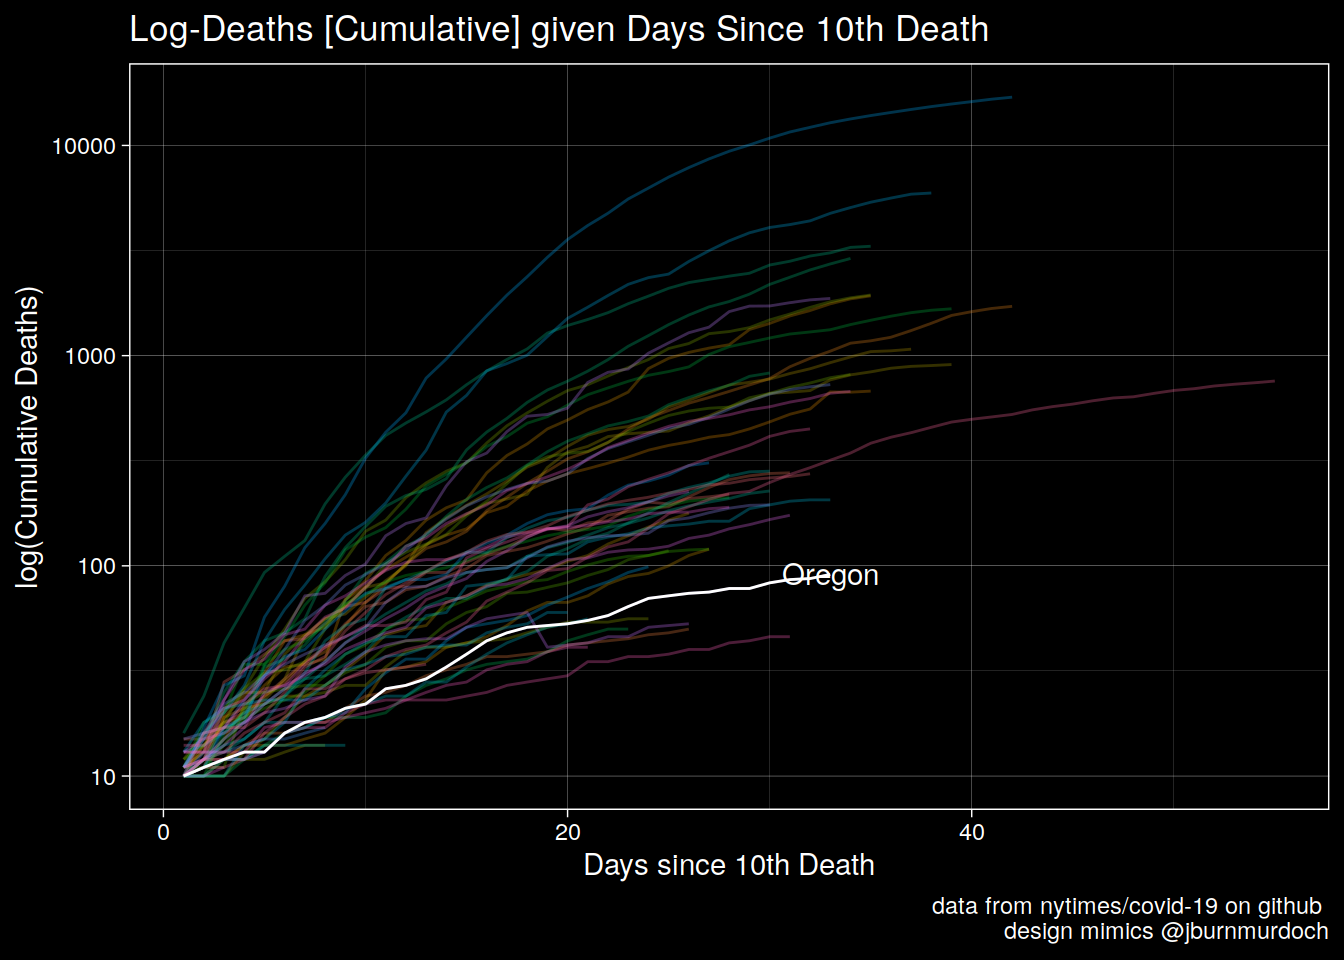 Log-Deaths [Cumulative] given Days Since 10th Death
log(Cumulative Deaths)
10000
1000
100
10
Oregon
0
20
40
Days since 10th Death
data from nytimes/covid-19 on github
design mimics @jburnmurdoch